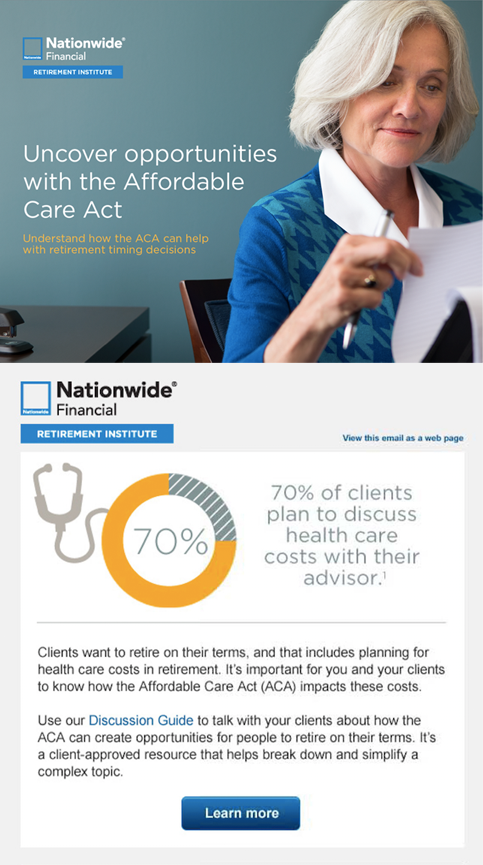 Nationwide®
Financial
Nationwide
RETIREMENT INSTITUTE
Uncover opportunities
with the Affordable
Care Act
Understand how the ACA can help
with retirement timing decisions
Nationwide®
Financial
Nationwide
RETIREMENT INSTITUTE
View this email as a web page
70%
70% of clients
plan to discuss
health care
costs with their
advisor.¹
Clients want to retire on their terms, and that includes planning for
health care costs in retirement. It’s important for you and your clients
to know how the Affordable Care Act (ACA) impacts these costs.
Use our Discussion Guide to talk with your clients about how the
ACA can create opportunities for people to retire on their terms. It’s
a client-approved resource that helps break down and simplify a
complex topic.
Learn more